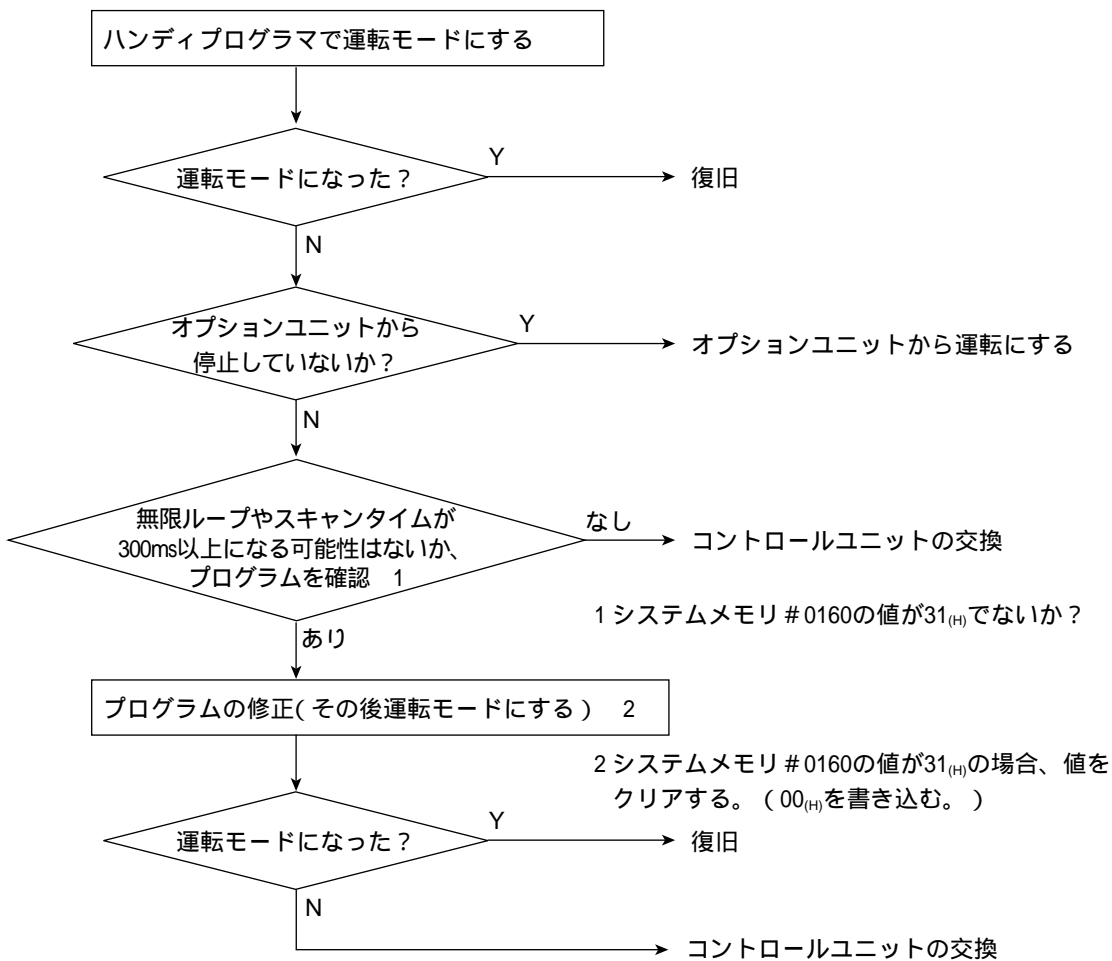 ハンディプログラマで運転モードにする
運転モードになった？
Y
復旧
N
オプションユニットから
停止していないか？
Y
オプションユニットから運転にする
N
無限ループやスキャンタイムが
300ms以上になる可能性はないか、
プログラムを確認 1
なし
コントロールユニットの交換
1 システムメモリ＃0160の値が31(H)でないか？
あり
プログラムの修正(その後運転モードにする) 2
2 システムメモリ＃0160の値が31(H)の場合、値を
クリアする。（00(H)を書き込む。）
運転モードになった？
Y
復旧
N
コントロールユニットの交換